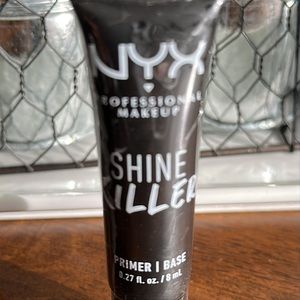 NYX
PROFESSIONAL
MAKEUP
SHINE
KILLER
PRIMER | BASE
0.27 fl. oz. / 8 mL